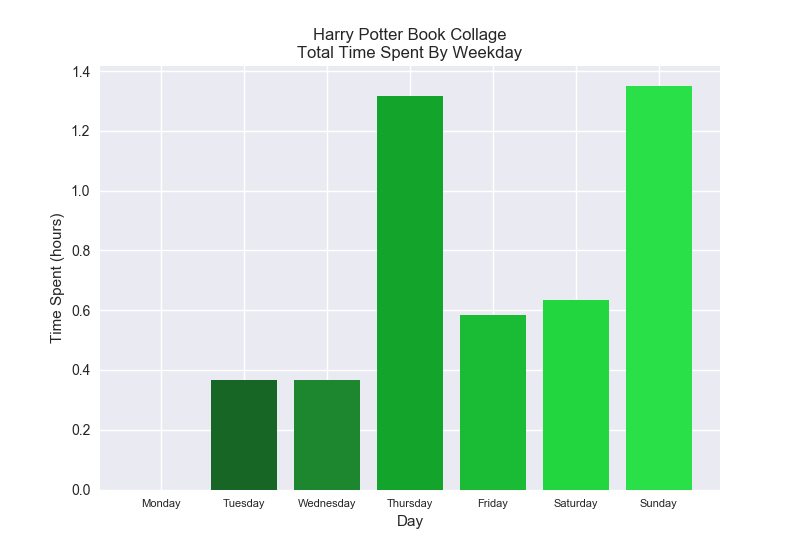 Harry Potter Book Collage
Total Time Spent By Weekday
1.4
1.2
1.0
0.8
0.6
0.4
0.2
0.0
Time Spent (hours)
Monday Tuesday Wednesday Thursday Friday Saturday Sunday
Day